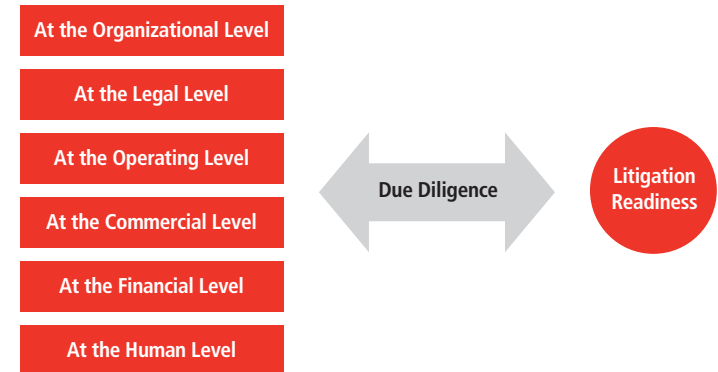 At the Organizational Level
At the Legal Level
At the Operating Level
At the Commercial Level
At the Financial Level
At the Human Level
Due Diligence
Litigation
Readiness